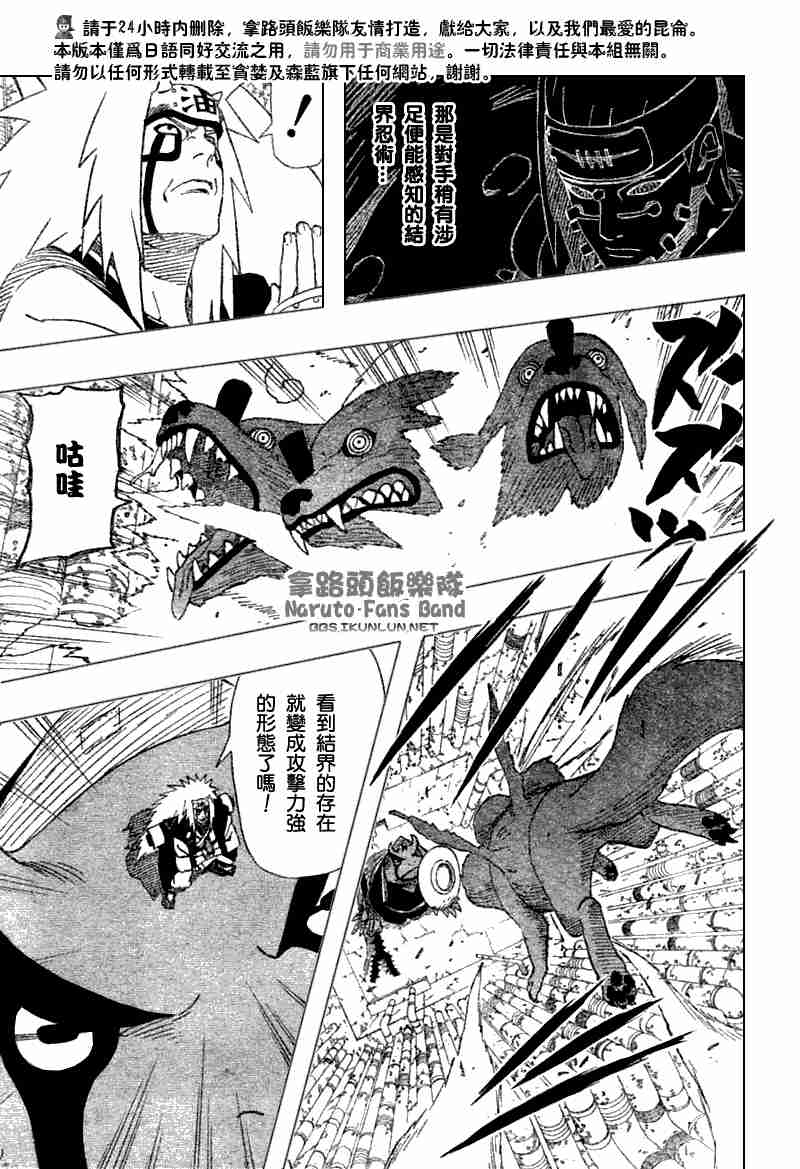 請于24小時内刪除，拿路頭飯樂隊友情打造，獻給大家，以及我們最愛的昆侖。
本版本僅爲日語同好交流之用，請勿用于商業用途。一切法律責任與本組無關。
請勿以任何形式轉載至貪婪及森藍旗下任何網站，謝謝。
那是對手稍有涉
足便能感知的結
界忍術…
！
油
ズズズッ
咕哇
拿路頭飯樂隊
Naruto-Fans Band
BBS.IKUNLUN.NET
看到結界的存在
就變成攻擊力強
的形態了嗎！